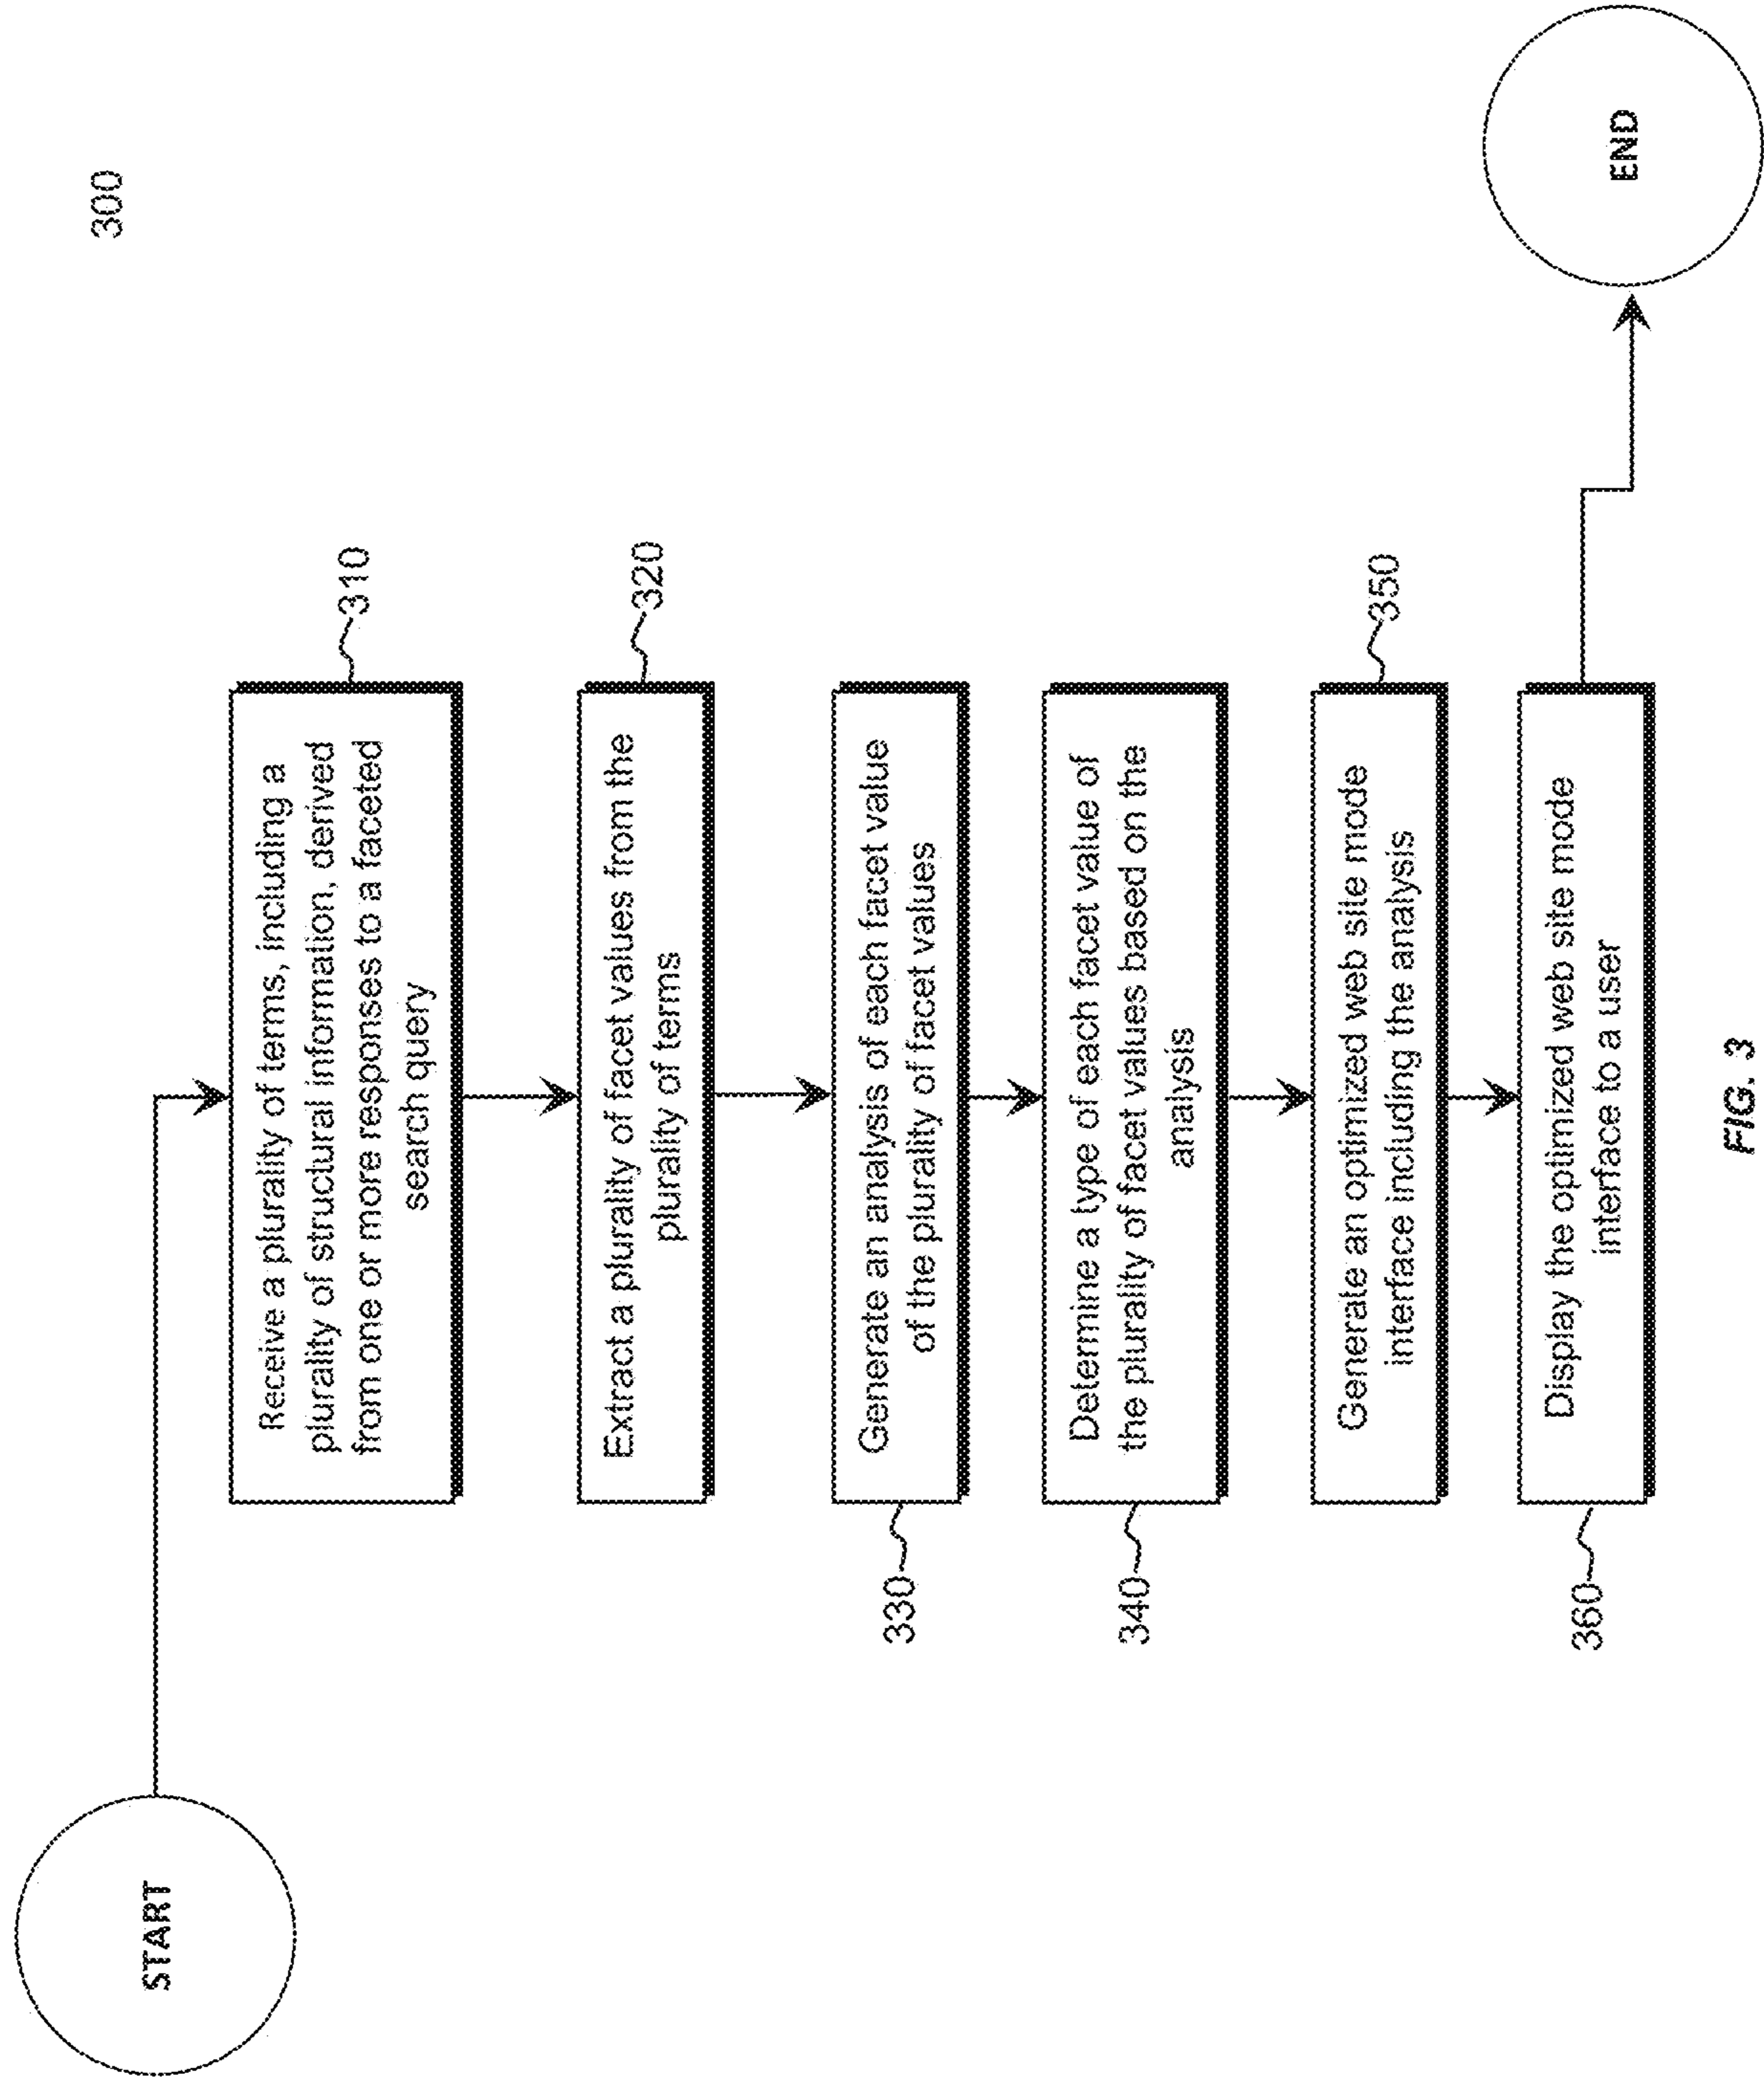 300
START
Receive a plurality of terms, including a
plurality of structural information, derived
from one or more responses to a faceted
search query
310
Extract a plurality of facet values from the
plurality of terms
320
Generate an analysis of each facet value
of the plurality of facet values
330
Determine a type of each facet value of
the plurality of facet values based on the
analysis
340
Generate an optimized web site mode
interface including the analysis
350
Display the optimized web site mode
interface to a user
360
END
FIG. 3